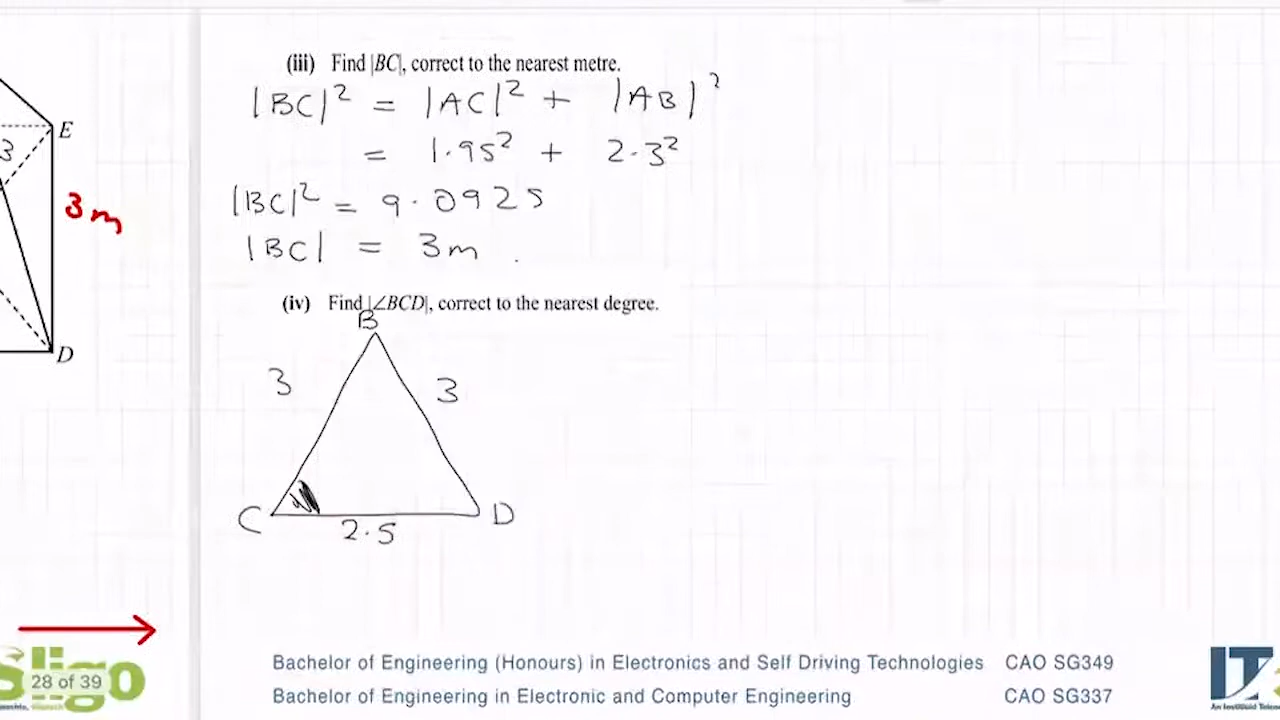 (iii) Find |BC|, correct to the nearest metre.
|BC|² = |AC|² + |AB|²
= 1.95² + 2.3²
|BC|² = 9.0925
|BC| = 3m
(iv) Find |∠BCD|, correct to the nearest degree.
E
3
3m
D
B
3
3
C
D
2.5
Sligo
28 of 39
Bachelor of Engineering (Honours) in Electronics and Self Driving Technologies CAO SG349
Bachelor of Engineering in Electronic and Computer Engineering CAO SG337
IT